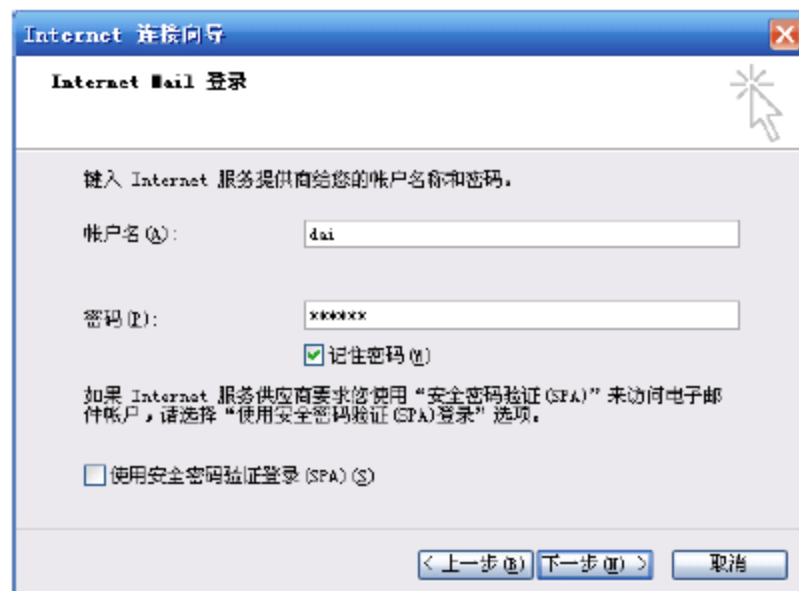 Internet 连接向导
Internet Mail 登录
键入 Internet 服务提供商给您的帐户名称和密码。
帐户名(A): dai
密码(P): ******
记住密码(W)
如果 Internet 服务供应商要求您使用“安全密码验证(SPA)”来访问电子邮
件帐户，请选择“使用安全密码验证(SPA)登录”选项。
使用安全密码验证登录(SPA)(S)
< 上一步(B) 下一步(N) > 取消